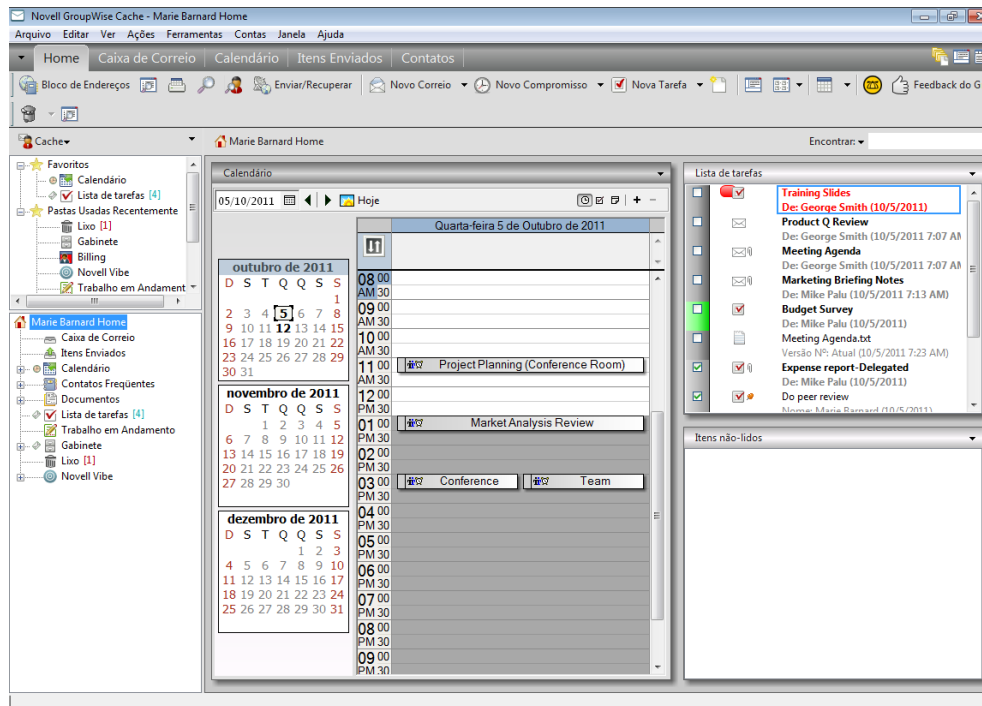 Novell GroupWise Cache - Marie Barnard Home
Arquivo Editar Ver Ações Ferramentas Contas Janela Ajuda
Home Caixa de Correio Calendário Itens Enviados Contatos
Bloco de Endereços Enviar/Recuperar Novo Correio Novo Compromisso Nova Tarefa Feedback do G
Cache Marie Barnard Home Encontrar:
Favoritos
Calendário
Lista de tarefas [4]
Pastas Usadas Recentemente
Lixo [1]
Gabinete
Billing
Novell Vibe
Trabalho em Andament
Marie Barnard Home
Caixa de Correio
Itens Enviados
Calendário
Contatos Freqüentes
Documentos
Lista de tarefas [4]
Trabalho em Andamento
Gabinete
Lixo [1]
Novell Vibe
Calendário
05/10/2011 Hoje
outubro de 2011
D S T Q Q S S
1
2 3 4 5 6 7 8
9 10 11 12 13 14 15
16 17 18 19 20 21 22
23 24 25 26 27 28 29
30 31
novembro de 2011
D S T Q Q S S
1 2 3 4 5
6 7 8 9 10 11 12
13 14 15 16 17 18 19
20 21 22 23 24 25 26
27 28 29 30
dezembro de 2011
D S T Q Q S S
1 2 3
4 5 6 7 8 9 10
11 12 13 14 15 16 17
18 19 20 21 22 23 24
25 26 27 28 29 30 31
Quarta-feira 5 de Outubro de 2011
08 00
AM 30
09 00
AM 30
10 00
AM 30
11 00 Project Planning (Conference Room)
AM 30
12 00
PM 30
01 00 Market Analysis Review
PM 30
02 00
PM 30
03 00 Conference Team
PM 30
04 00
PM 30
05 00
PM 30
06 00
PM 30
07 00
PM 30
08 00
PM 30
09 00
PM 30
Lista de tarefas
Training Slides
De: George Smith (10/5/2011)
Product Q Review
De: George Smith (10/5/2011 7:07 AM
Meeting Agenda
De: George Smith (10/5/2011 7:07 AM
Marketing Briefing Notes
De: Mike Palu (10/5/2011 7:13 AM)
Budget Survey
De: Mike Palu (10/5/2011)
Meeting Agenda.txt
Versão Nº: Atual (10/5/2011 7:23 AM)
Expense report-Delegated
De: Mike Palu (10/5/2011)
Do peer review
Nome: Marie Barnard (10/5/2011)
Itens não-lidos